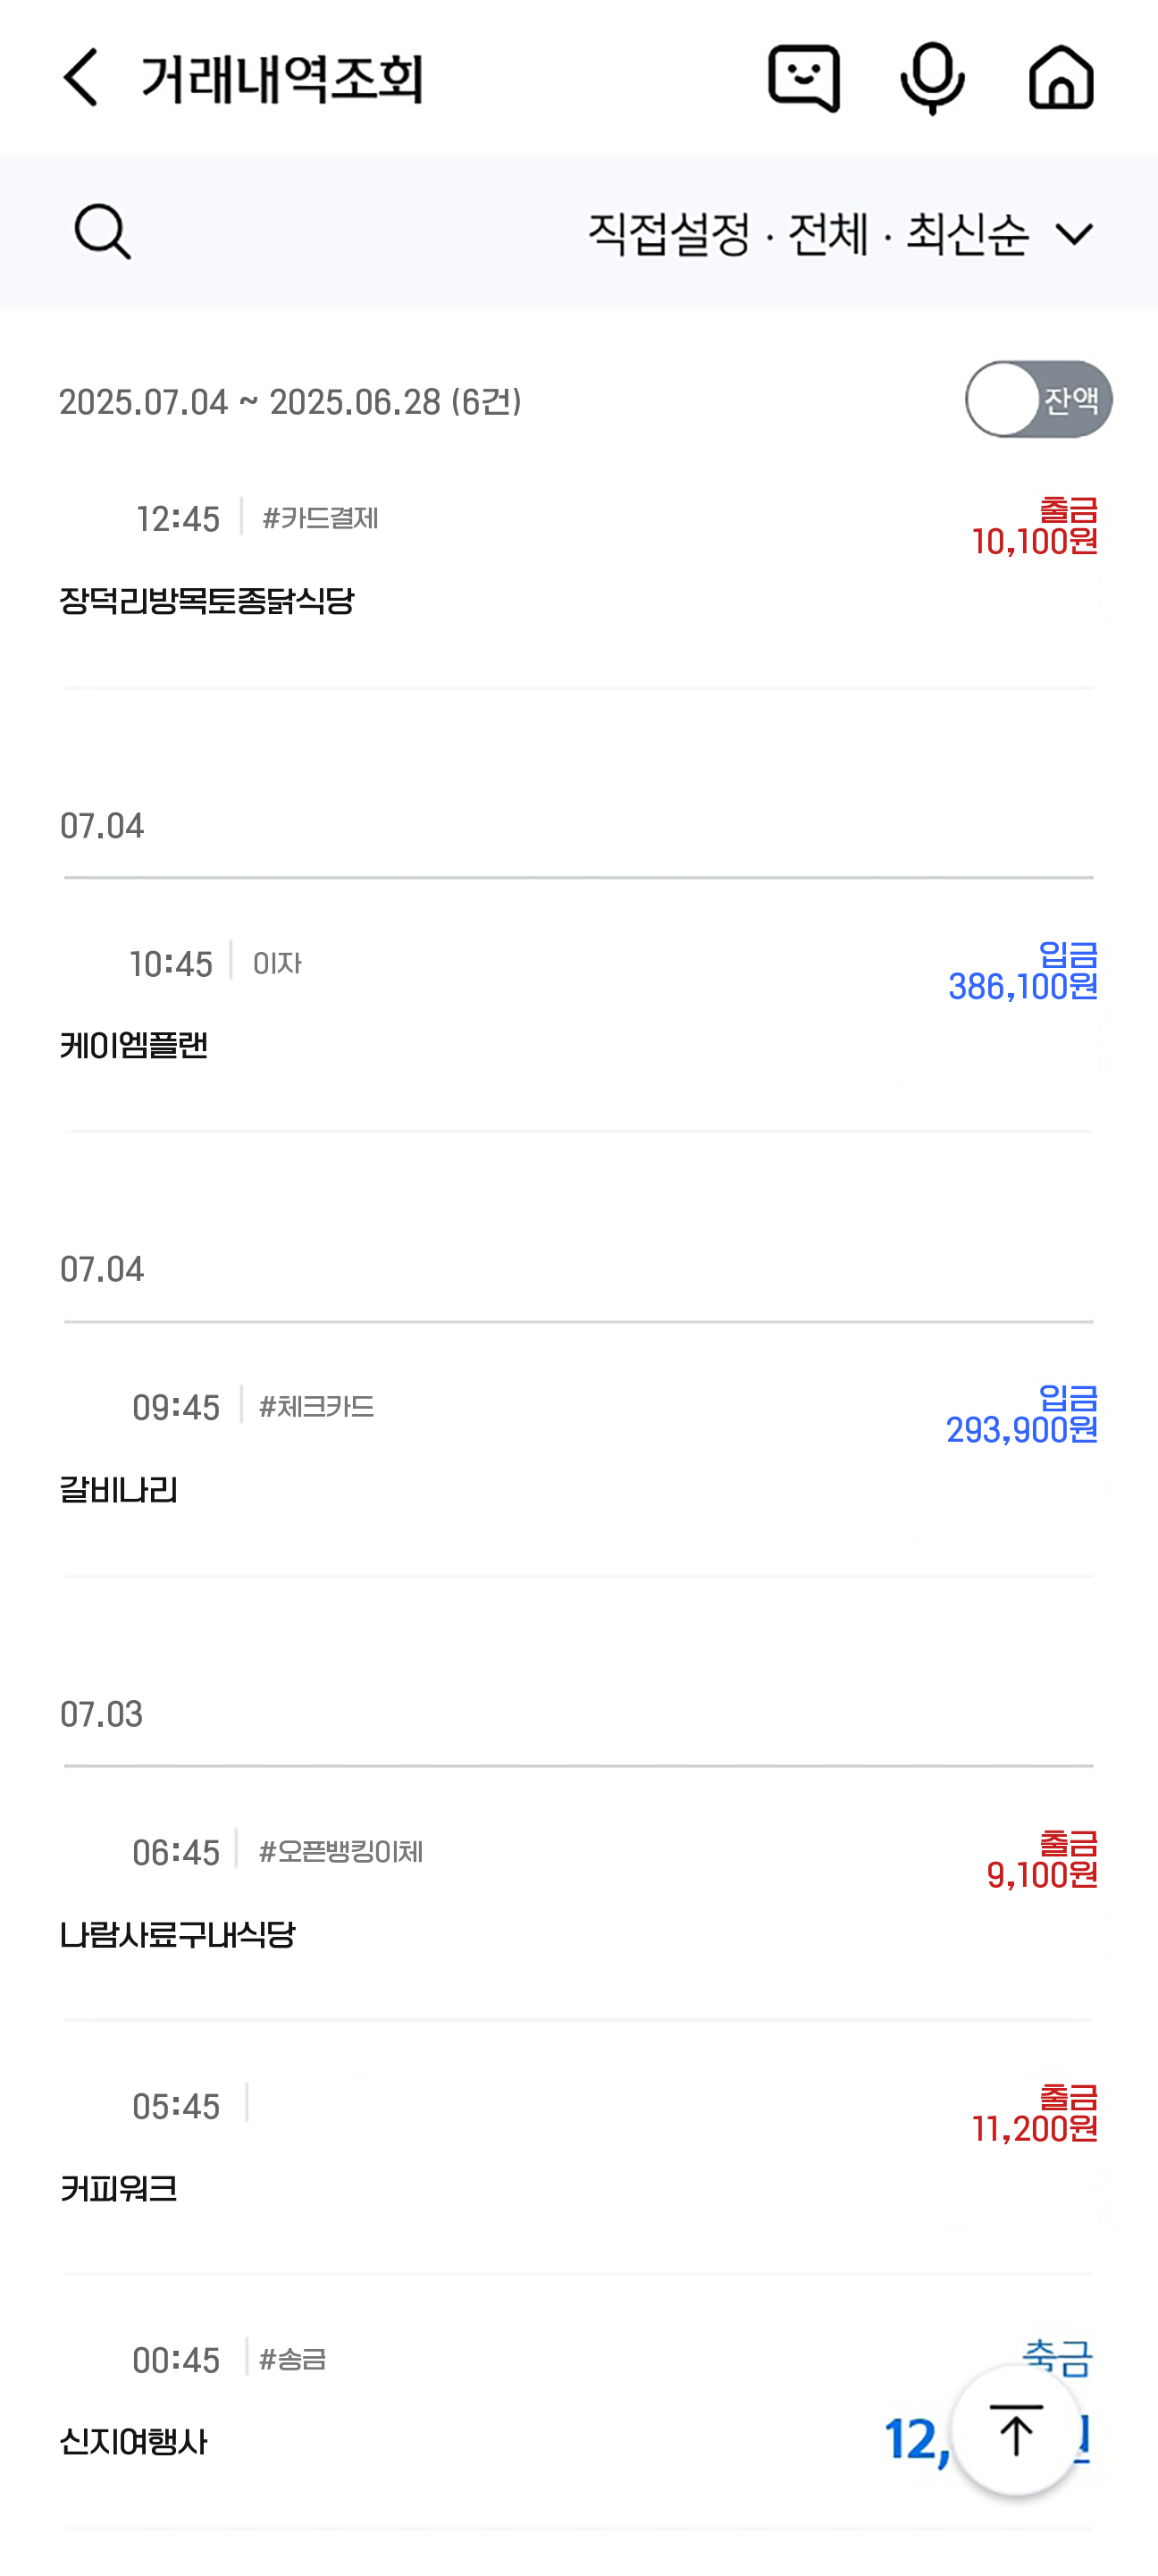 거래내역조회
직접설정 · 전체 · 최신순
2025.07.04 ~ 2025.06.28 (6건)
잔액
12:45 #카드결제
출금
10,100원
장덕리방목토종닭식당
07.04
10:45 이자
입금
386,100원
케이엠플랜
07.04
09:45 #체크카드
입금
293,900원
갈비나리
07.03
06:45 #오픈뱅킹이체
출금
9,100원
나람사료구내식당
05:45
출금
11,200원
커피워크
00:45 #송금
신지여행사
12,